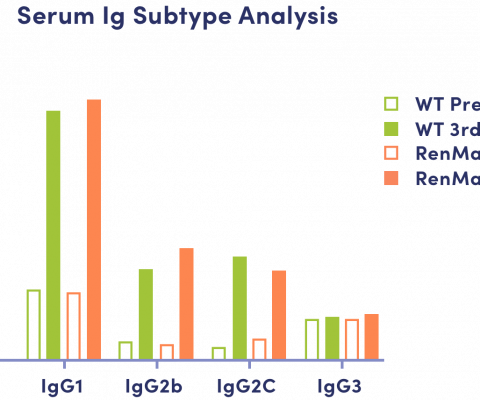 Serum Ig Subtype Analysis
WT Pre
WT 3rd
RenMa
RenMa
IgG1 IgG2b IgG2C IgG3